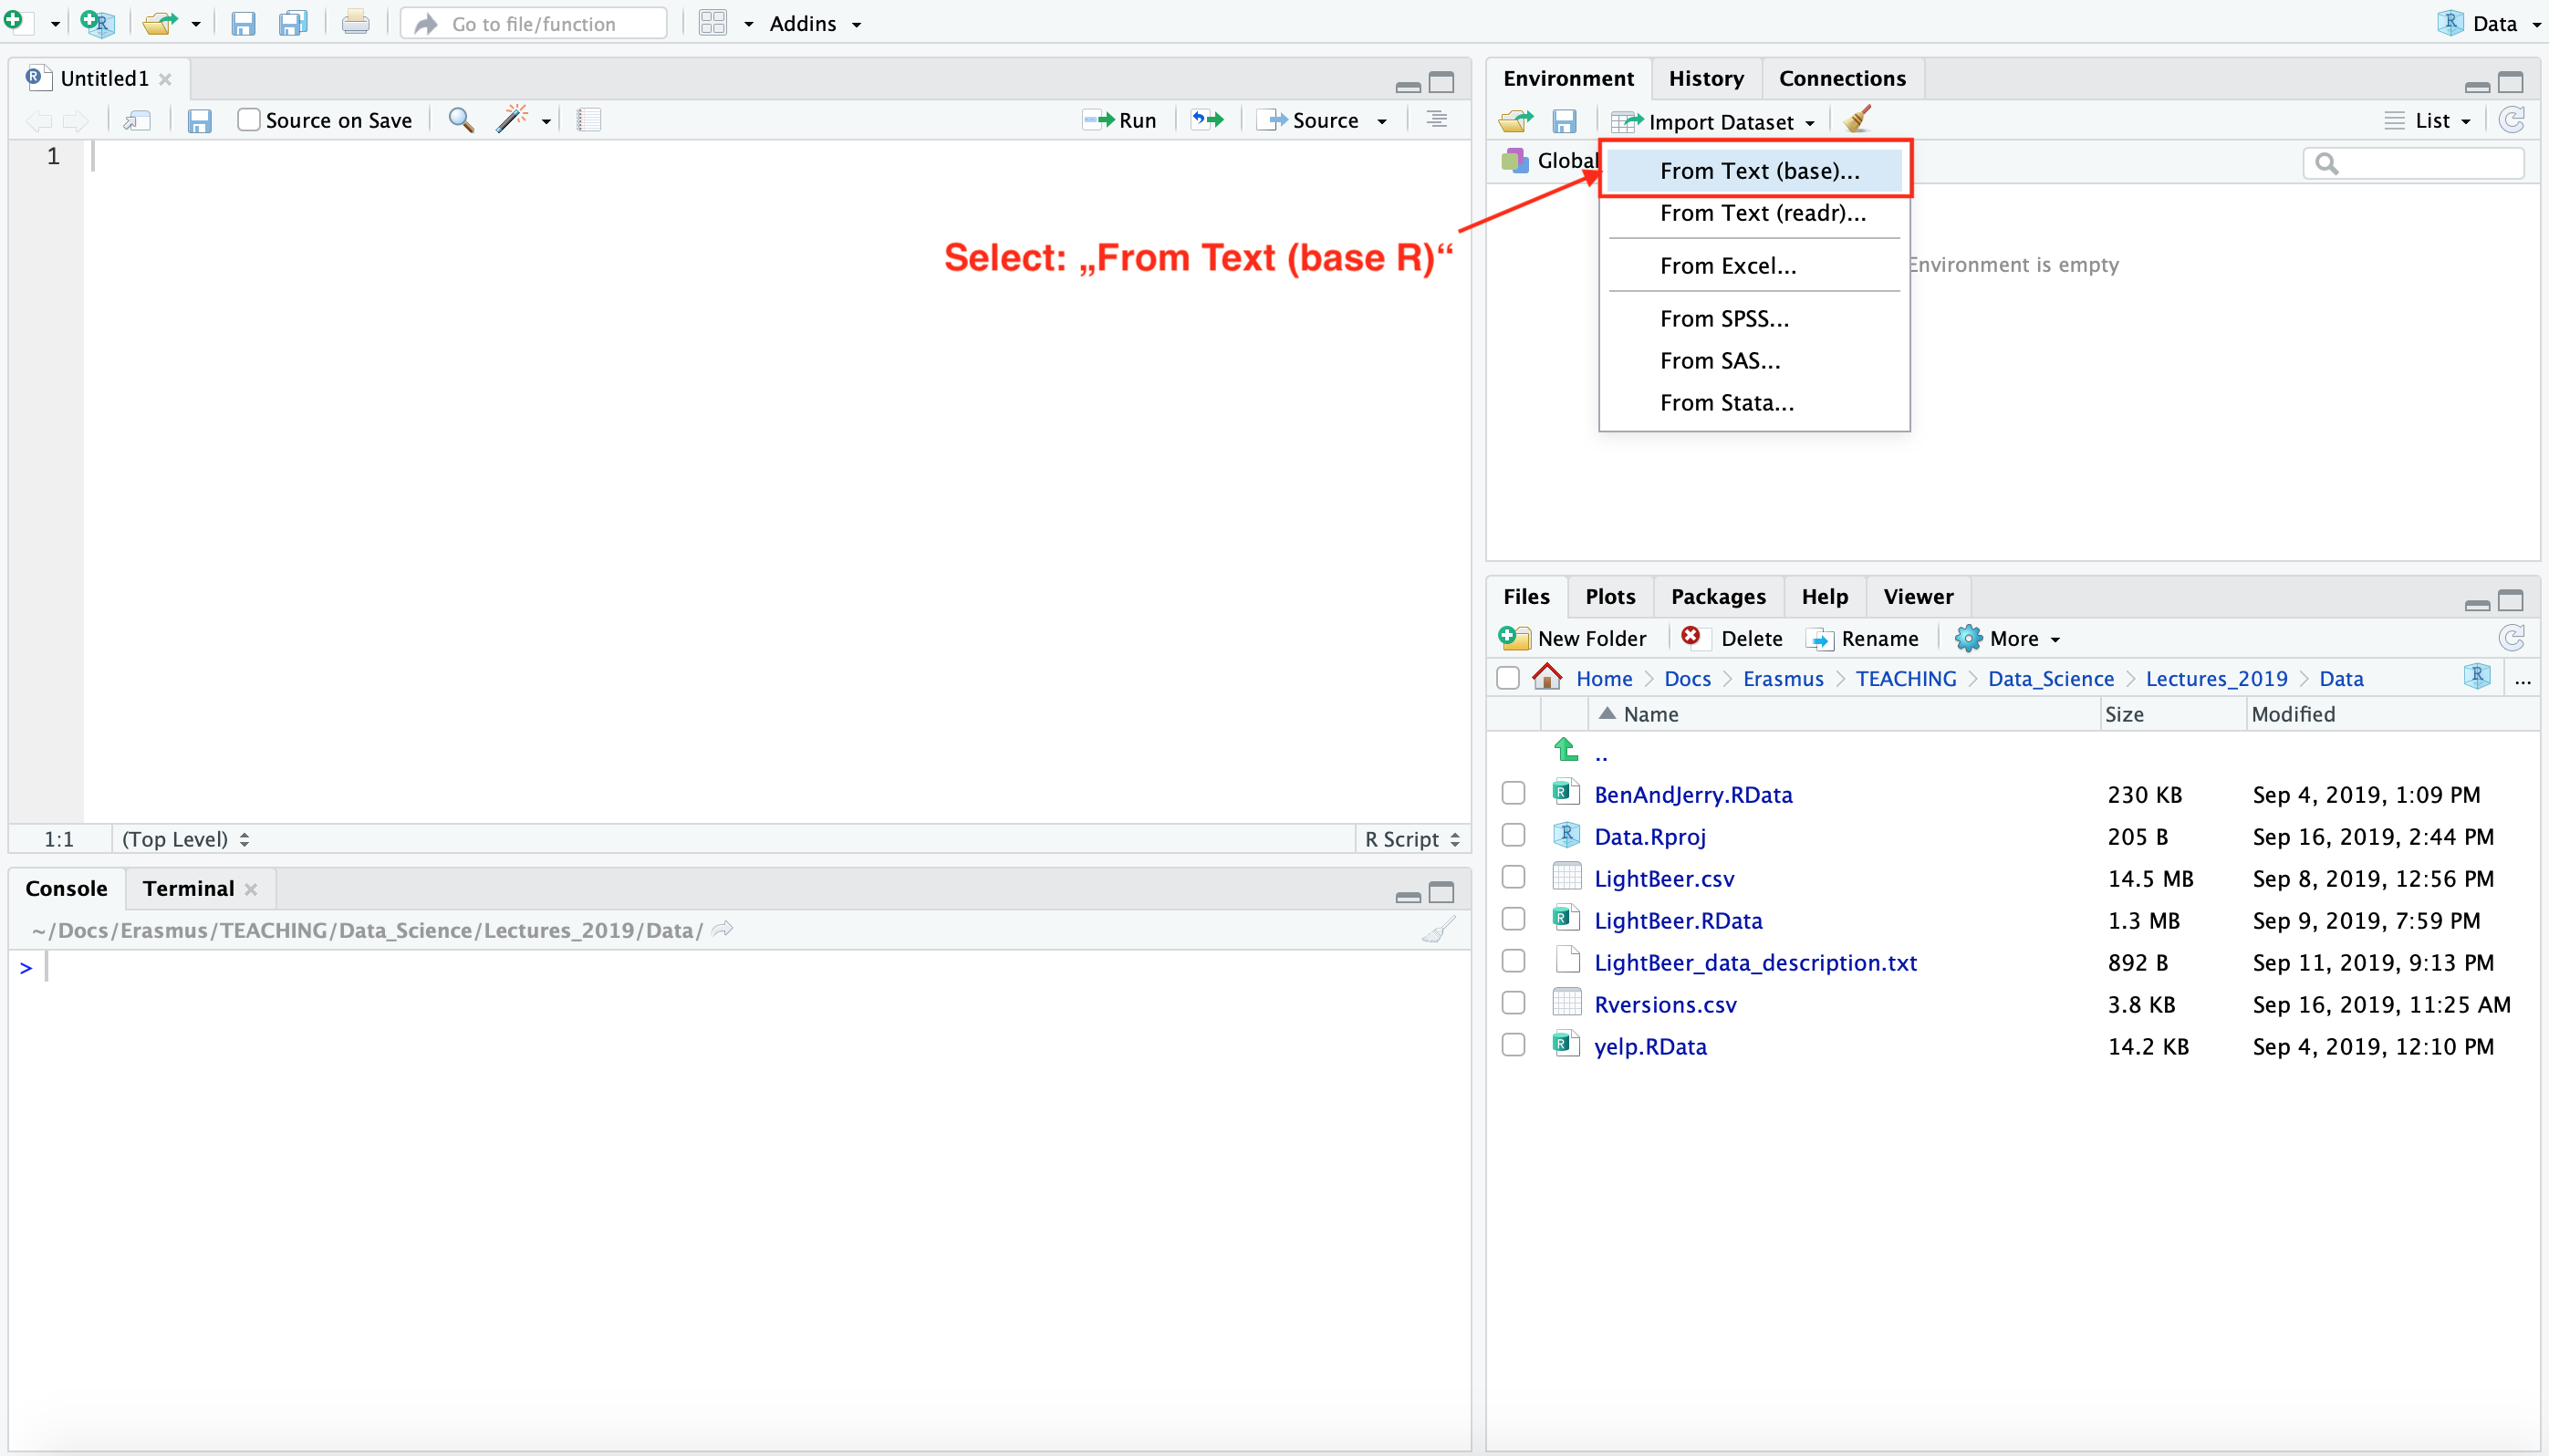 Go to file/function
Addins
Data
Untitled1
Source on Save
Run
Source
1
Select: „From Text (base R)“
1:1
(Top Level)
R Script
Console
Terminal
~/Docs/Erasmus/TEACHING/Data_Science/Lectures_2019/Data/
>
Environment
History
Connections
Import Dataset
List
Global
From Text (base)...
From Text (readr)...
From Excel...
From SPSS...
From SAS...
From Stata...
Environment is empty
Files
Plots
Packages
Help
Viewer
New Folder
Delete
Rename
More
Home > Docs > Erasmus > TEACHING > Data_Science > Lectures_2019 > Data ...
Name Size Modified
..
BenAndJerry.RData 230 KB Sep 4, 2019, 1:09 PM
Data.Rproj 205 B Sep 16, 2019, 2:44 PM
LightBeer.csv 14.5 MB Sep 8, 2019, 12:56 PM
LightBeer.RData 1.3 MB Sep 9, 2019, 7:59 PM
LightBeer_data_description.txt 892 B Sep 11, 2019, 9:13 PM
Rversions.csv 3.8 KB Sep 16, 2019, 11:25 AM
yelp.RData 14.2 KB Sep 4, 2019, 12:10 PM